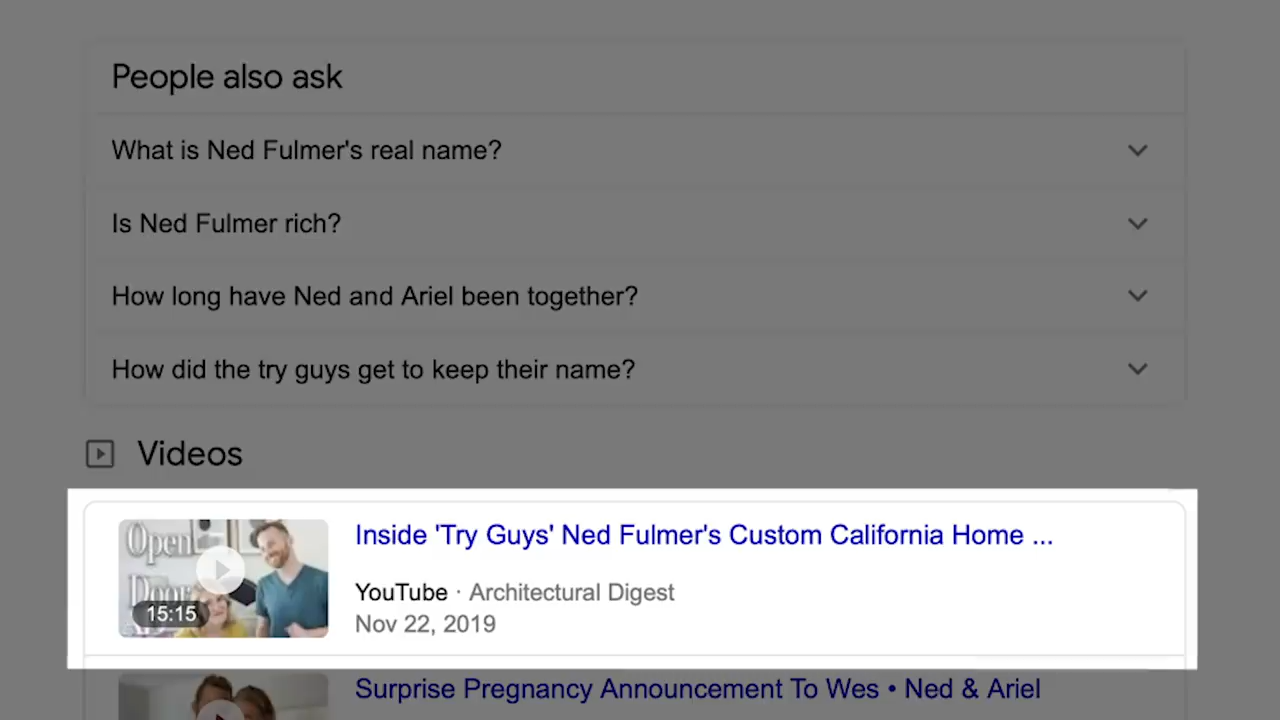 People also ask
What is Ned Fulmer's real name?
Is Ned Fulmer rich?
How long have Ned and Ariel been together?
How did the try guys get to keep their name?
Videos
Open
Door
15:15
Inside 'Try Guys' Ned Fulmer's Custom California Home ...
YouTube · Architectural Digest
Nov 22, 2019
Surprise Pregnancy Announcement To Wes • Ned & Ariel